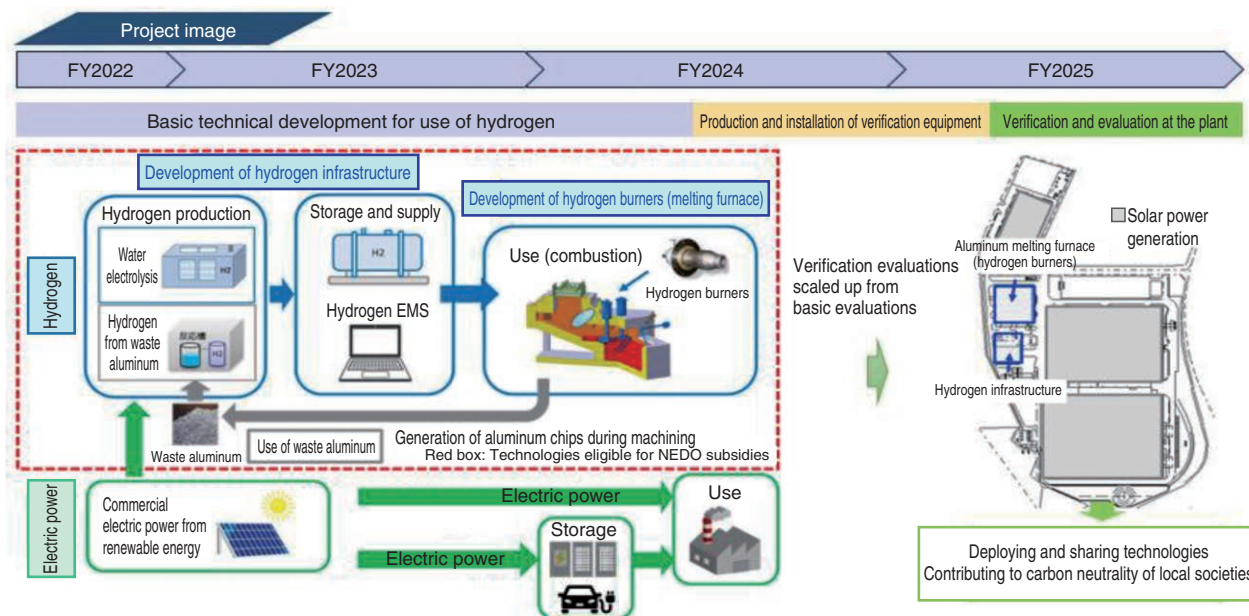 Project image
FY2022
FY2023
FY2024
FY2025
Basic technical development for use of hydrogen
Production and installation of verification equipment
Verification and evaluation at the plant
Development of hydrogen infrastructure
Development of hydrogen burners (melting furnace)
Hydrogen
Hydrogen production
Water
electrolysis
H2
Hydrogen
from waste
aluminum
反応槽
H2
Storage and supply
H2
Hydrogen EMS
Use (combustion)
Hydrogen burners
Waste aluminum
Use of waste aluminum
Generation of aluminum chips during machining
Red box: Technologies eligible for NEDO subsidies
Verification evaluations
scaled up from
basic evaluations
Solar power
generation
Aluminum melting furnace
(hydrogen burners)
Hydrogen infrastructure
Electric power
Commercial
electric power from
renewable energy
Electric power
Electric power
Storage
Use
Deploying and sharing technologies
Contributing to carbon neutrality of local societies